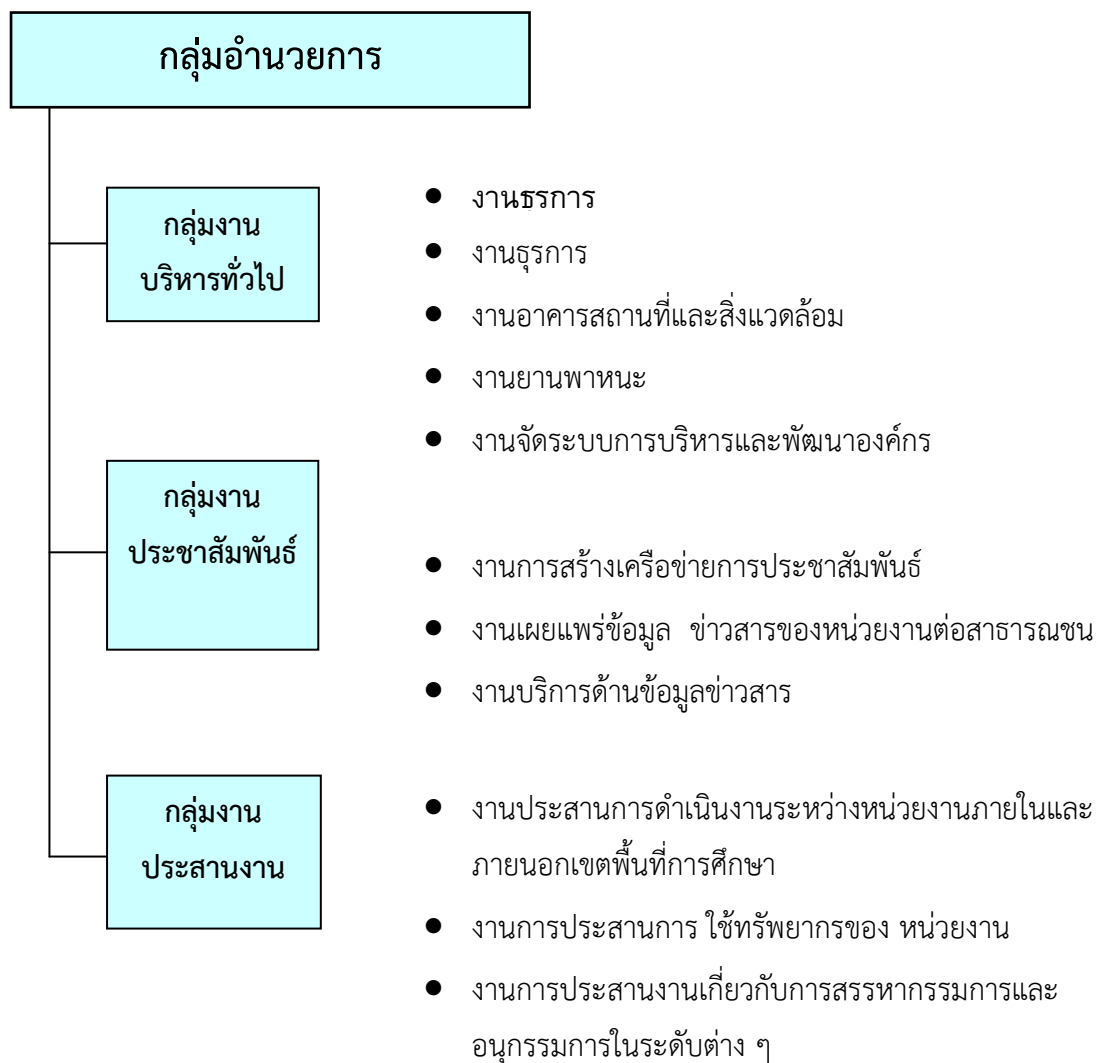 กลุ่มอำนวยการ
กลุ่มงาน
บริหารทั่วไป
● งานธุรการ
● งานธุรการ
● งานอาคารสถานที่และสิ่งแวดล้อม
● งานยานพาหนะ
● งานจัดระบบการบริหารและพัฒนาองค์กร
กลุ่มงาน
ประชาสัมพันธ์
● งานการสร้างเครือข่ายการประชาสัมพันธ์
● งานเผยแพร่ข้อมูล ข่าวสารของหน่วยงานต่อสาธารณชน
● งานบริการด้านข้อมูลข่าวสาร
กลุ่มงาน
ประสานงาน
● งานประสานการดำเนินงานระหว่างหน่วยงานภายในและ
ภายนอกเขตพื้นที่การศึกษา
● งานการประสานการ ใช้ทรัพยากรของ หน่วยงาน
● งานการประสานงานเกี่ยวกับการสรรหากรรมการและ
อนุกรรมการในระดับต่าง ๆ